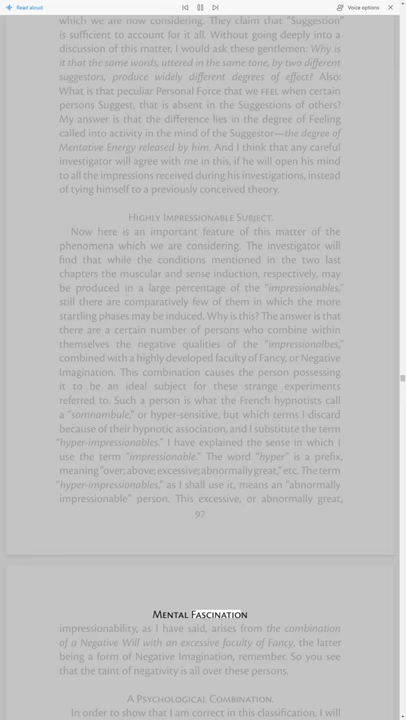 Read aloud
Voice options
which we are now considering. They claim that “Suggestion”
is sufficient to account for it all. Without going deeply into a
discussion of this matter, I would ask these gentlemen: Why is
it that the same words, uttered in the same tone, by two different
suggestors, produce widely different degrees of effect? Also:
What is that peculiar Personal Force that we FEEL when certain
persons Suggest, that is absent in the Suggestions of others?
My answer is that the difference lies in the degree of Feeling
called into activity in the mind of the Suggestor—the degree of
Mentative Energy released by him. And I think that any careful
investigator will agree with me in this, if he will open his mind
to all the impressions received during his investigations, instead
of tying himself to a previously conceived theory.
Highly Impressionable Subject.
Now here is an important feature of this matter of the
phenomena which we are considering. The investigator will
find that while the conditions mentioned in the two last
chapters the muscular and sense induction, respectively, may
be produced in a large percentage of the “impressionables,”
still there are comparatively few of them in which the more
startling phases may be induced. Why is this? The answer is that
there are a certain number of persons who combine within
themselves the negative qualities of the “impressionalbes,”
combined with a highly developed faculty of Fancy, or Negative
Imagination. This combination causes the person possessing
it to be an ideal subject for these strange experiments
referred to. Such a person is what the French hypnotists call
a “somnambule,” or hyper-sensitive, but which terms I discard
because of their hypnotic association, and I substitute the term
“hyper-impressionables.” I have explained the sense in which I
use the term “impressionable.” The word “hyper” is a prefix,
meaning “over; above; excessive; abnormally great,” etc. The term
“hyper-impressionables,” as I shall use it, means an “abnormally
impressionable” person. This excessive, or abnormally great,
97
Mental Fascination
impressionability, as I have said, arises from the combination
of a Negative Will with an excessive faculty of Fancy, the latter
being a form of Negative Imagination, remember. So you see
that the taint of negativity is all over these persons.
A Psychological Combination.
In order to show that I am correct in this classification, I will